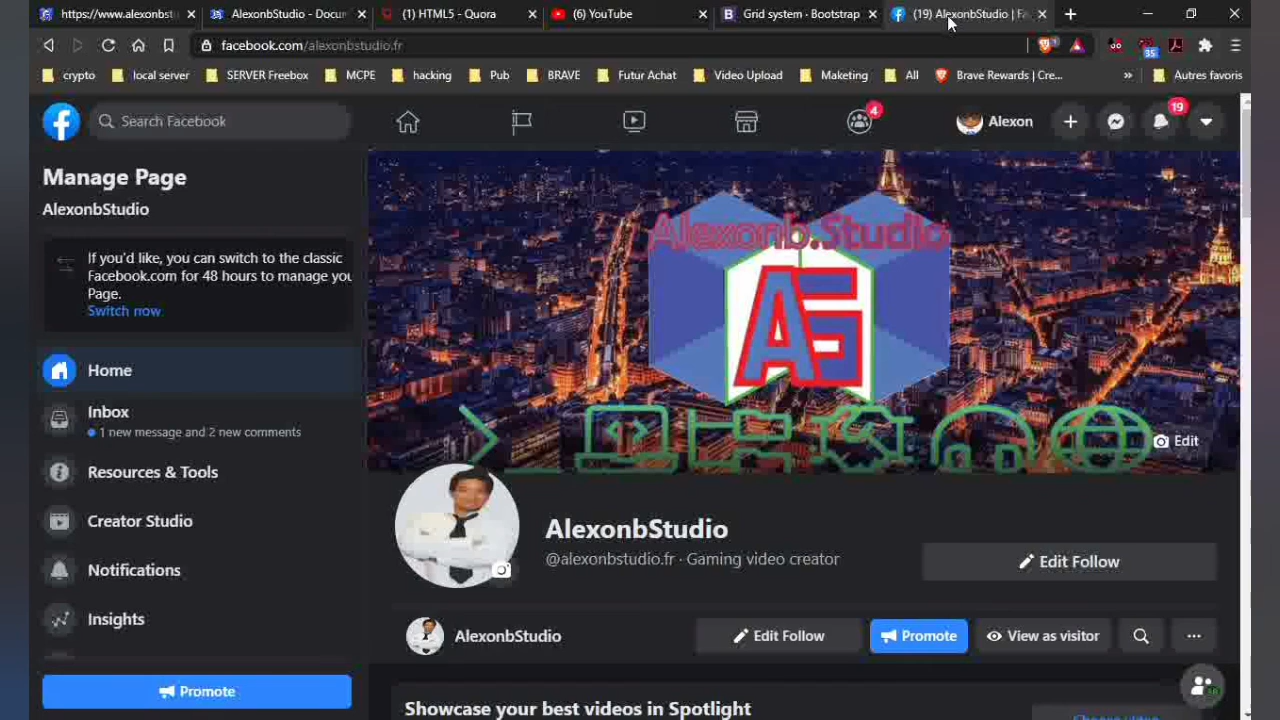 https://www.alexonbst
AlexonbStudio - Docun
(1) HTML5 - Quora
(6) YouTube
Grid system · Bootstrap
(19) AlexonbStudio | Fa
facebook.com/alexonbstudio.fr
1
35
crypto
local server
SERVER Freebox
MCPE
hacking
Pub
BRAVE
Futur Achat
Video Upload
Maketing
All
Brave Rewards | Cre...
»
Autres favoris
Search Facebook
4
Alexon
19
Manage Page
AlexonbStudio
If you'd like, you can switch to the classic
Facebook.com for 48 hours to manage you
Page.
Switch now
Home
Inbox
1 new message and 2 new comments
Resources & Tools
Creator Studio
Notifications
Insights
Promote
Alexonb.Studio
AS
Edit
AlexonbStudio
@alexonbstudio.fr · Gaming video creator
Edit Follow
AlexonbStudio
Edit Follow
Promote
View as visitor
Showcase your best videos in Spotlight